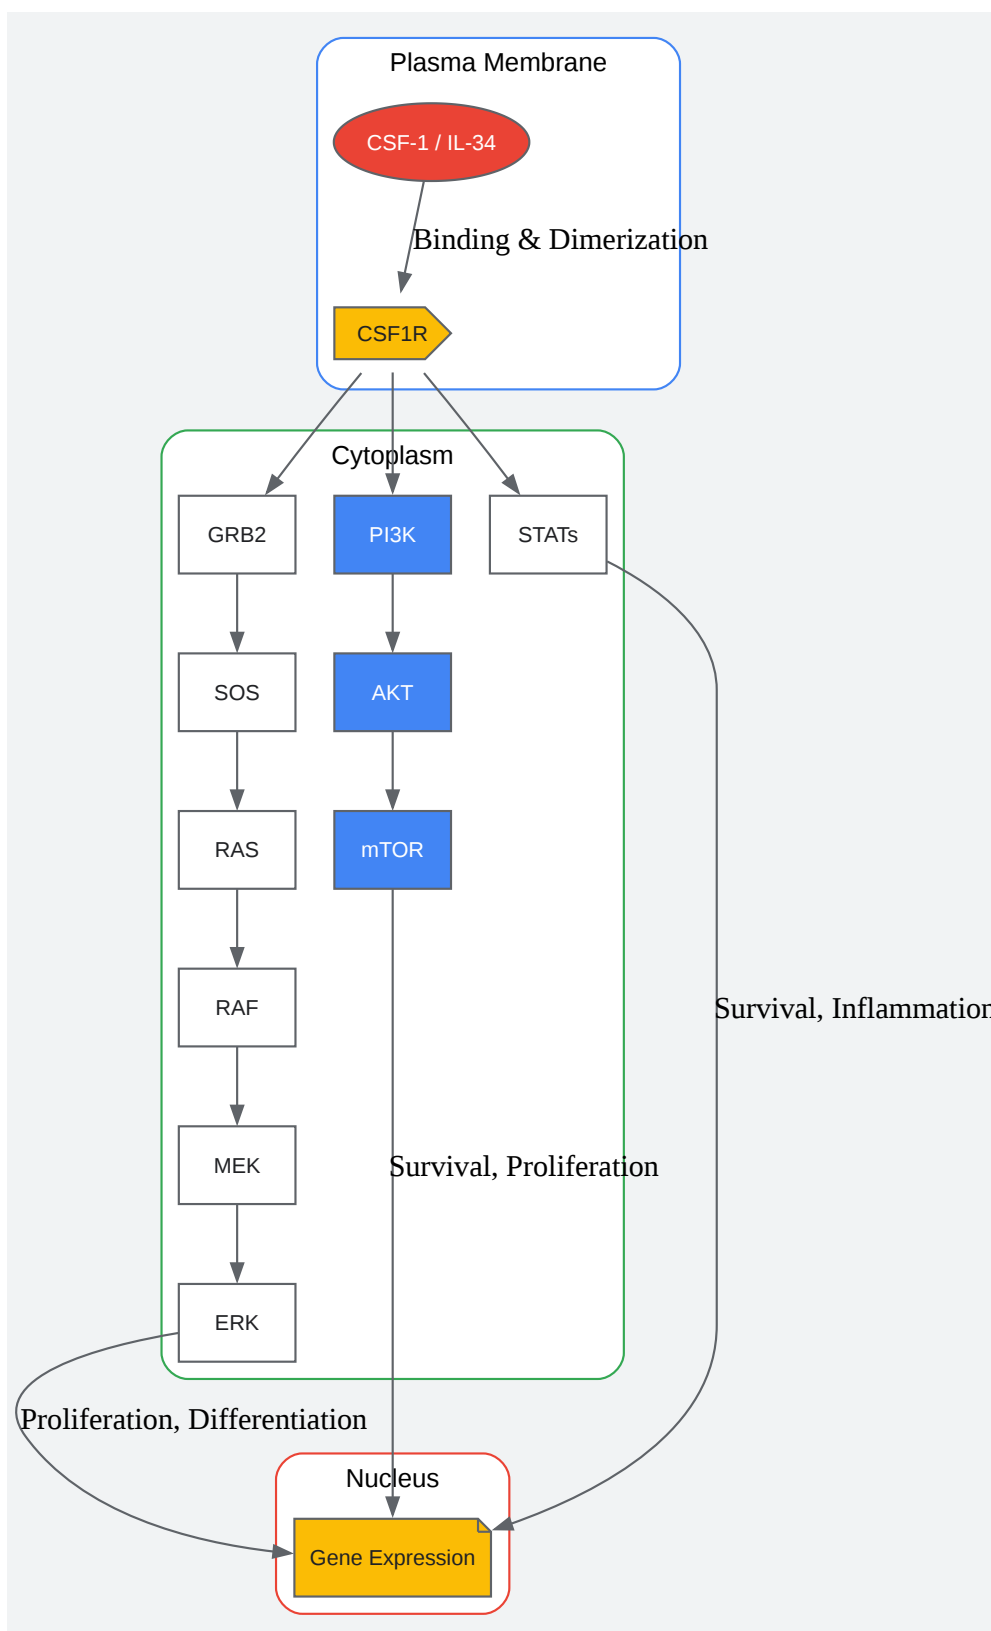 Plasma Membrane
CSF-1 / IL-34
Binding & Dimerization
CSF1R
Cytoplasm
GRB2
PI3K
STATs
SOS
AKT
RAS
mTOR
RAF
Survival, Inflammation
MEK
Survival, Proliferation
ERK
Proliferation, Differentiation
Nucleus
Gene Expression